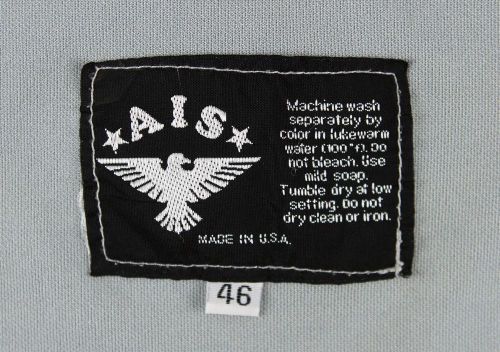 AIS
Machine wash
separately by
color in lukewarm
water (100°f). Do
not bleach. Use
mild soap.
Tumble dry at low
setting. Do not
dry clean or iron.
MADE IN U.S.A.
46